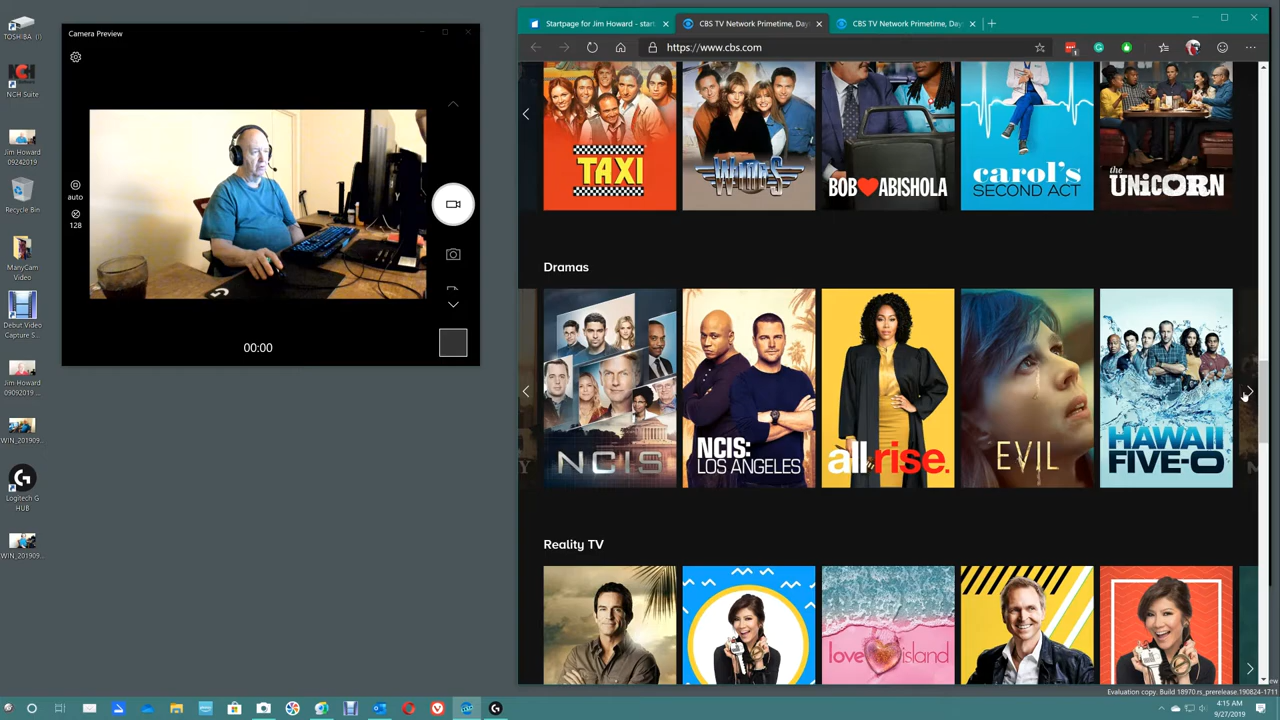 TOSHIBA (I)
NCH Suite
Jim Howard 09242019
Recycle Bin
ManyCam Video
Debut Video Capture S...
Jim Howard 09092019 ...
WIN_201909...
Logitech G HUB
WIN_201909...
Camera Preview
auto
128
00:00
Startpage for Jim Howard - start
CBS TV Network Primetime, Day
CBS TV Network Primetime, Day
https://www.cbs.com
TAXI
WINGS
BOB ABISHOLA
carol's SECOND ACT
the UNiCORN
Dramas
NCIS
NCIS: LOS ANGELES
all rise.
EVIL
HAWAII FIVE-O
Reality TV
love island
Evaluation copy. Build 18970.rs_prerelease.190824-1711
4:15 AM
9/27/2019